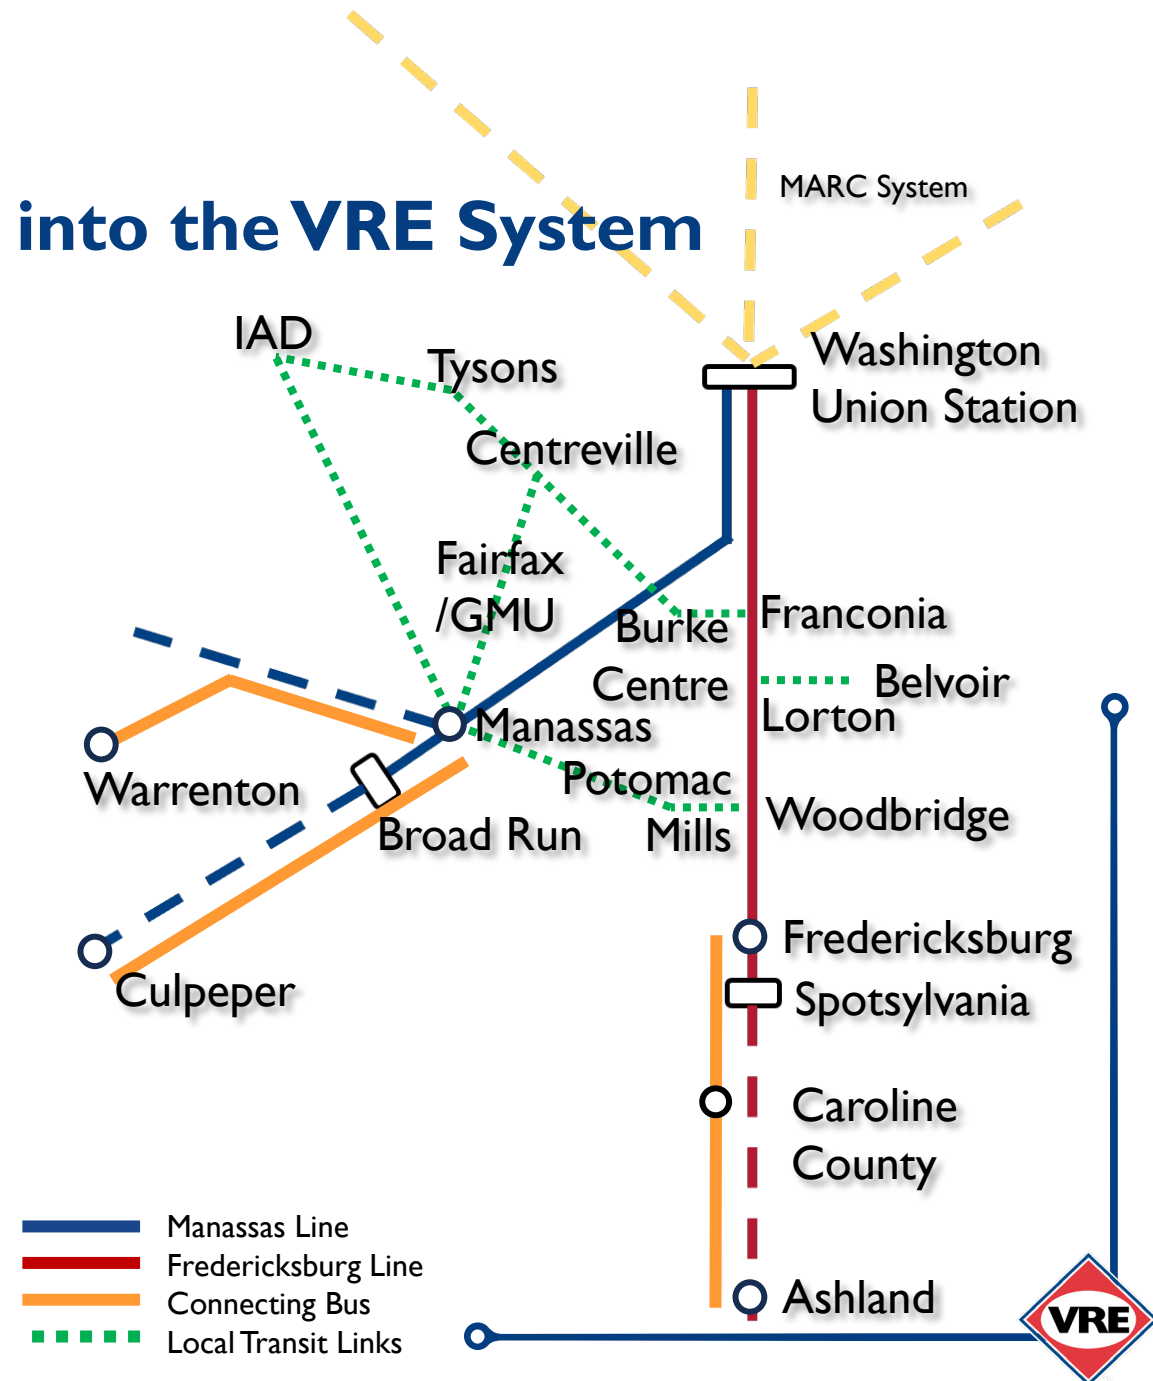 MARC System
into the VRE System
IAD
Washington
Union Station
Tysons
Centreville
Fairfax
/GMU
Burke
Centre
Franconia
Belvoir
Lorton
Manassas
Potomac
Mills
Woodbridge
Warrenton
Broad Run
Fredericksburg
Culpeper
Spotsylvania
Caroline
County
Ashland
Manassas Line
Fredericksburg Line
Connecting Bus
Local Transit Links
VRE